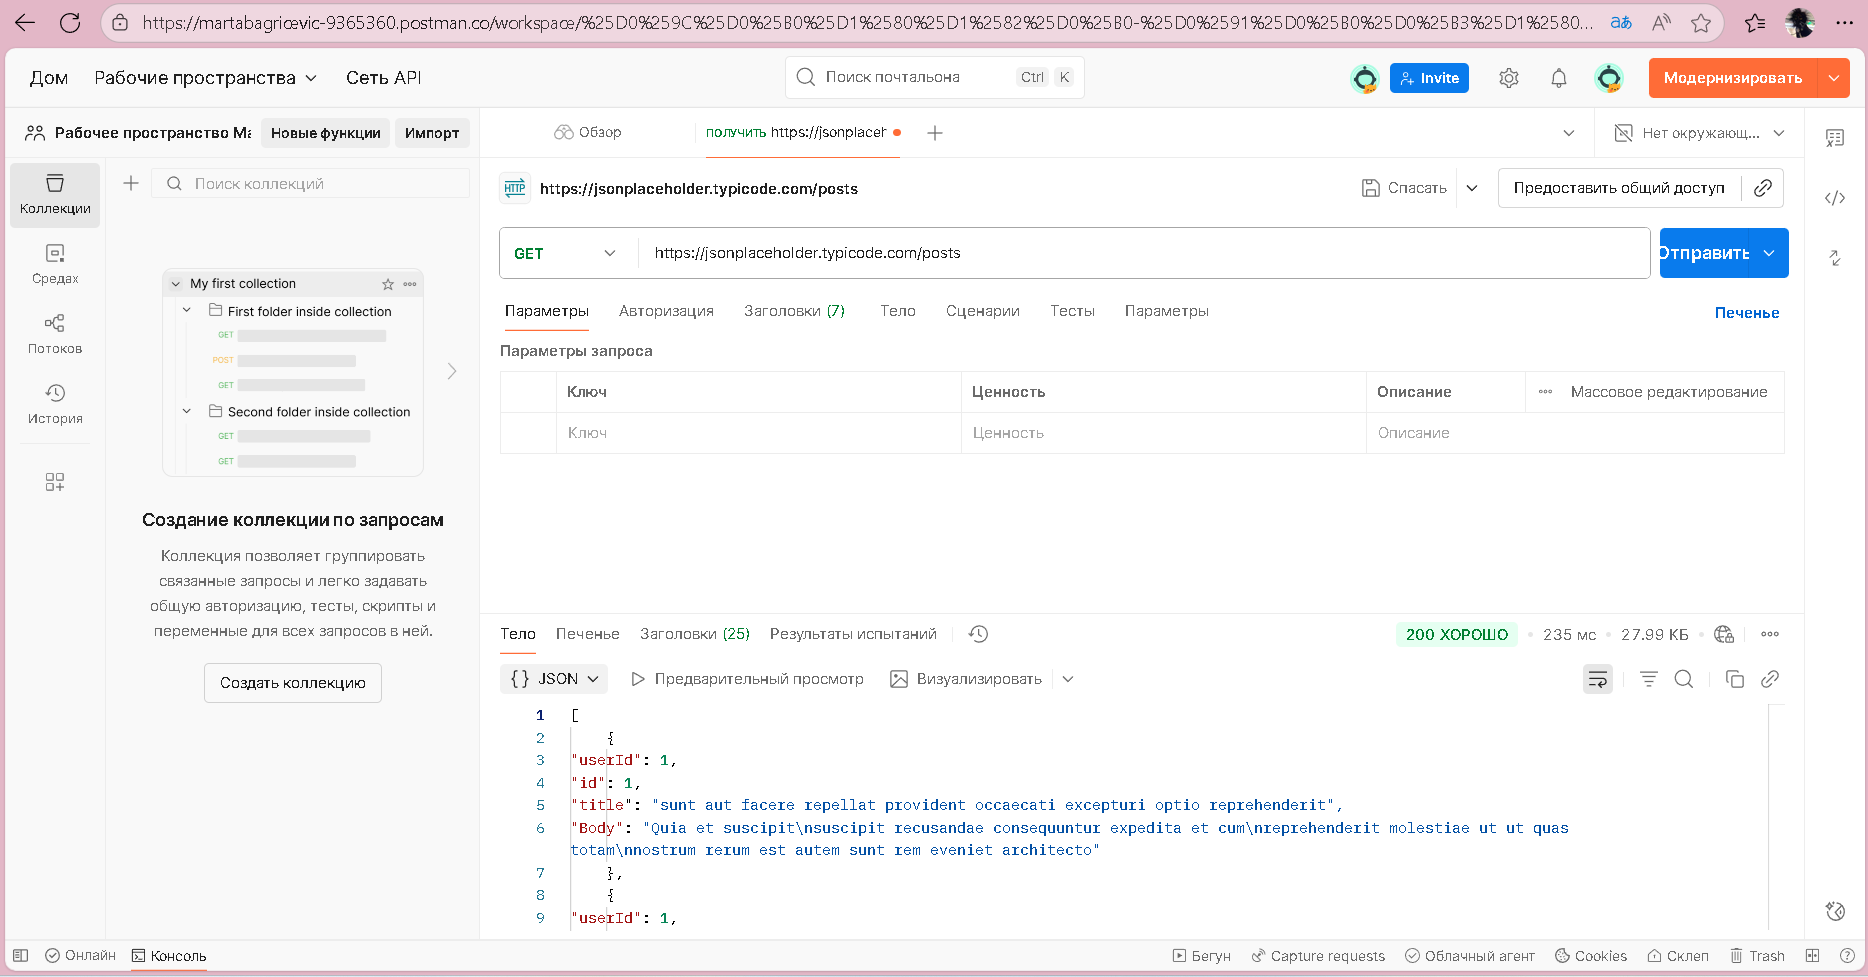 https://martabagricevic-9365360.postman.co/workspace/%25D0%259C%25D0%25B0%25D1%2580%25D1%2582%25D0%25B0-%25D0%2591%25D0%25B0%25D0%25B3%25D1%2580...
Дом Рабочие пространства Сеть API Поиск почтальона Ctrl K Invite Модернизировать
Рабочее пространство Ма Новые функции Импорт Обзор ПОЛУЧИТЬ https://jsonplaceh Нет окружающ...
Коллекции
Средах
Потоков
История
Поиск коллекций
My first collection
First folder inside collection
GET
POST
GET
Second folder inside collection
GET
GET
Создание коллекции по запросам
Коллекция позволяет группировать
связанные запросы и легко задавать
общую авторизацию, тесты, скрипты и
переменные для всех запросов в ней.
Создать коллекцию
HTTP https://jsonplaceholder.typicode.com/posts Спасать Предоставить общий доступ
GET https://jsonplaceholder.typicode.com/posts Отправить
Параметры Авторизация Заголовки (7) Тело Сценарии Тесты Параметры Печенье
Параметры запроса
Ключ Ценность Описание Массовое редактирование
Ключ Ценность Описание
Тело Печенье Заголовки (25) Результаты испытаний 200 ХОРОШО 235 мс 27.99 КБ
{} JSON Предварительный просмотр Визуализировать
1 [
2 {
3 "userId": 1,
4 "id": 1,
5 "title": "sunt aut facere repellat provident occaecati excepturi optio reprehenderit",
6 "Body": "Quia et suscipit\nsuscipit recusandae consequuntur expedita et cum\nreprehenderit molestiae ut ut quas
totam\nnostrum rerum est autem sunt rem eveniet architecto"
7 },
8 {
9 "userId": 1,
Онлайн Консоль Бегун Capture requests Облачный агент Cookies Склеп Trash